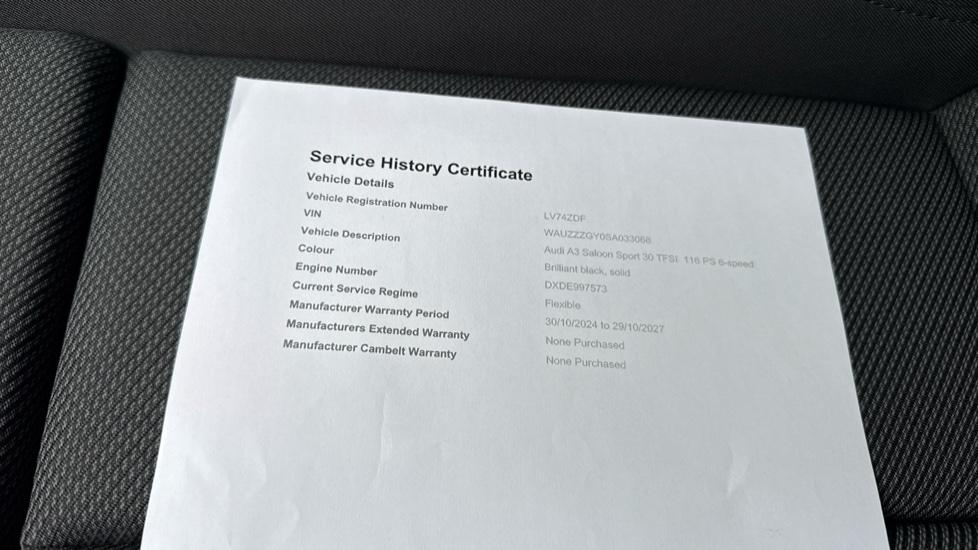 Service History Certificate
Vehicle Details
Vehicle Registration Number LV74ZDF
VIN WAUZZZGY0SA033068
Vehicle Description Audi A3 Saloon Sport 30 TFSI 116 PS 6-speed
Colour Brilliant black, solid
Engine Number DXDE997573
Current Service Regime Flexible
Manufacturer Warranty Period 30/10/2024 to 29/10/2027
Manufacturers Extended Warranty None Purchased
Manufacturer Cambelt Warranty None Purchased